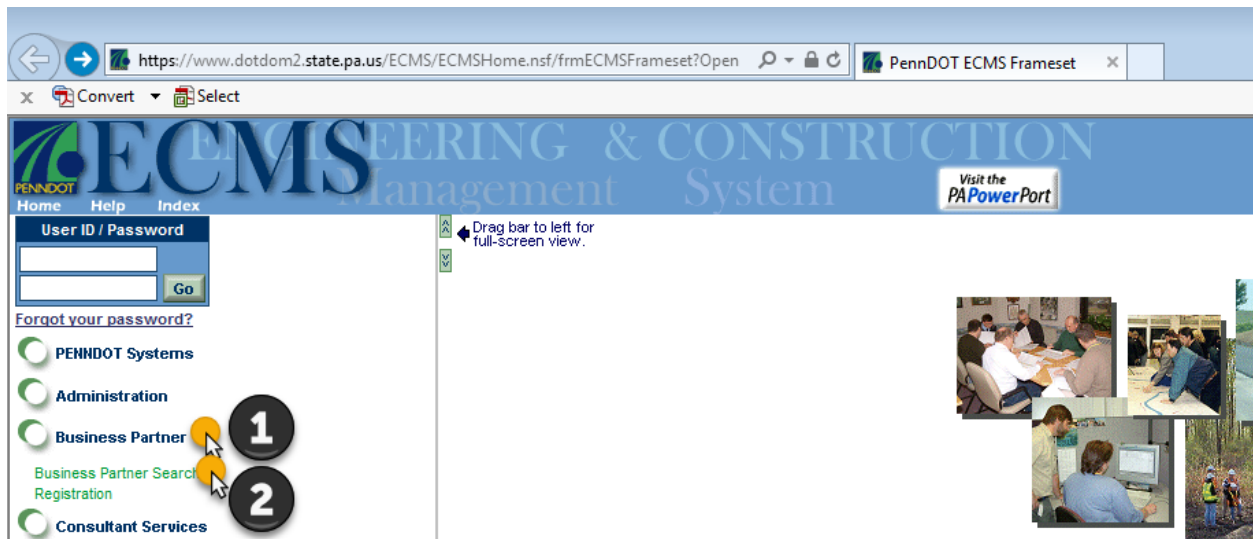 https://www.dotdom2.state.pa.us/ECMS/ECMSHome.nsf/frmECMSFrameset?Open
PennDOT ECMS Frameset
x Convert Select
ENGINEERING & CONSTRUCTION
Management System
ECMS
PENNDOT
Visit the
PAPowerPort
Home Help Index
User ID / Password
Go
Drag bar to left for
full-screen view.
Forgot your password?
PENNDOT Systems
Administration
Business Partner
1
Business Partner Search
Registration
2
Consultant Services